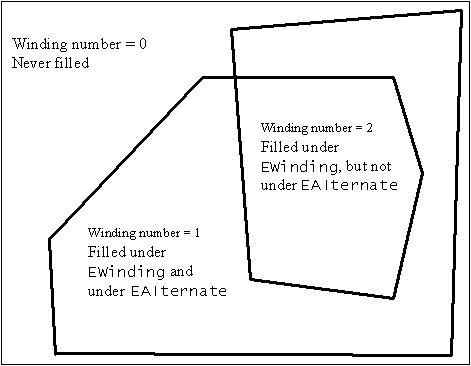 Winding number = 0
Never filled
Winding number = 2
Filled under
EWinding, but not
under EAlternate
Winding number = 1
Filled under
EWinding and
under EAlternate